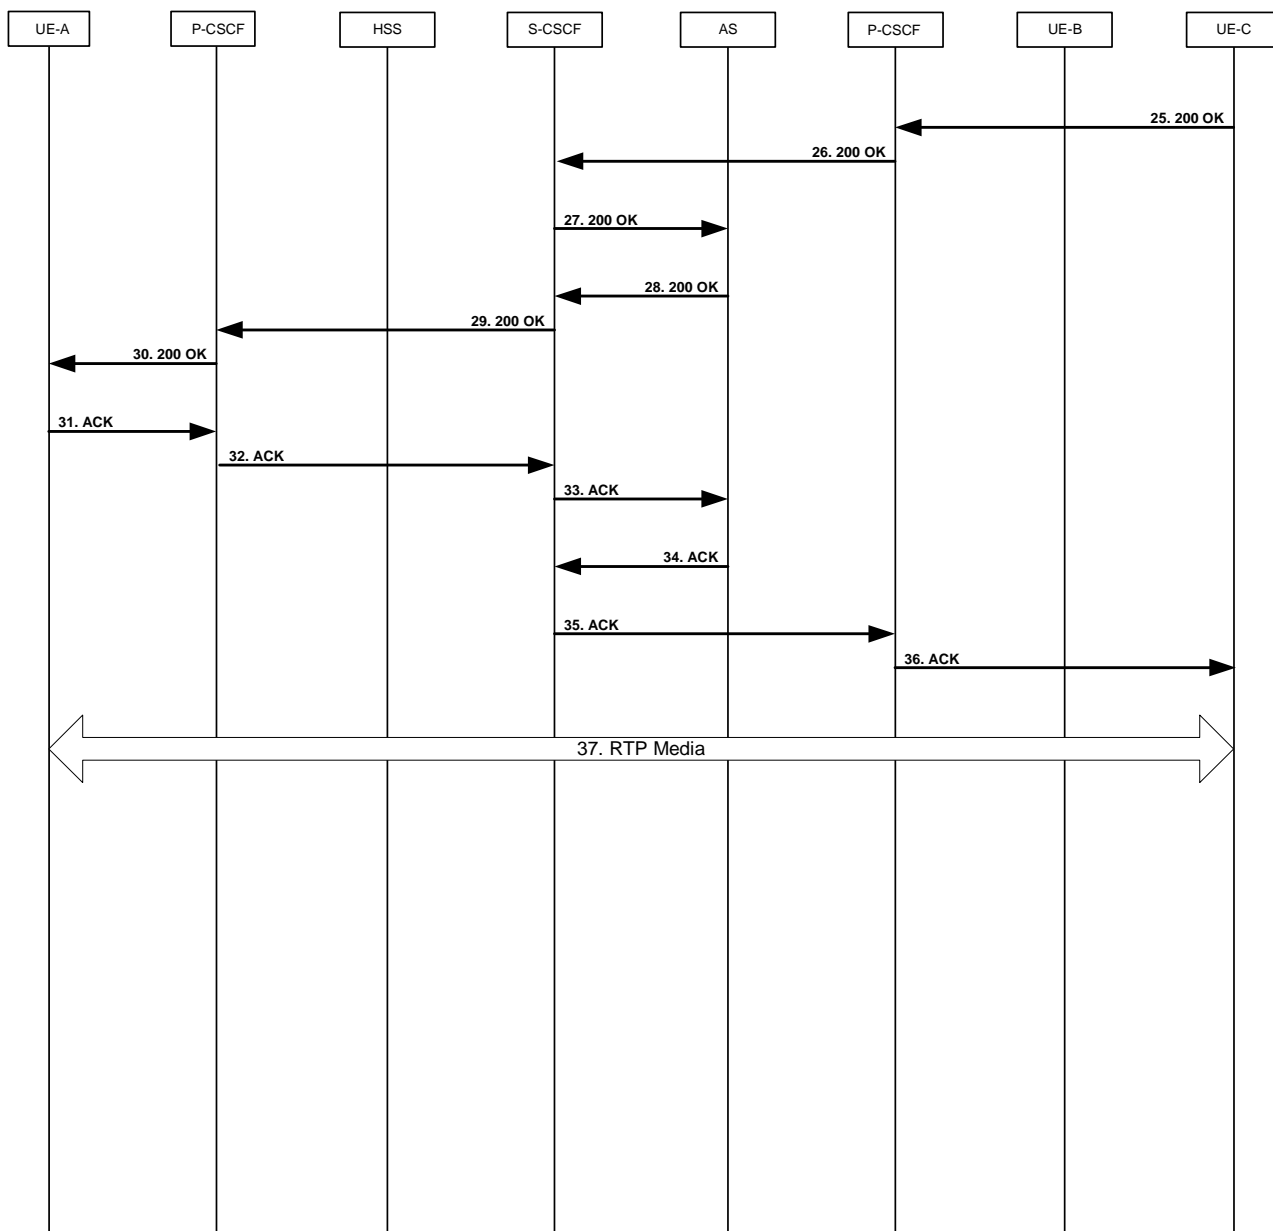 UE-A
P-CSCF
HSS
S-CSCF
AS
P-CSCF
UE-B
UE-C
25. 200 OK
26. 200 OK
27. 200 OK
28. 200 OK
29. 200 OK
30. 200 OK
31. ACK
32. ACK
33. ACK
34. ACK
35. ACK
36. ACK
37. RTP Media